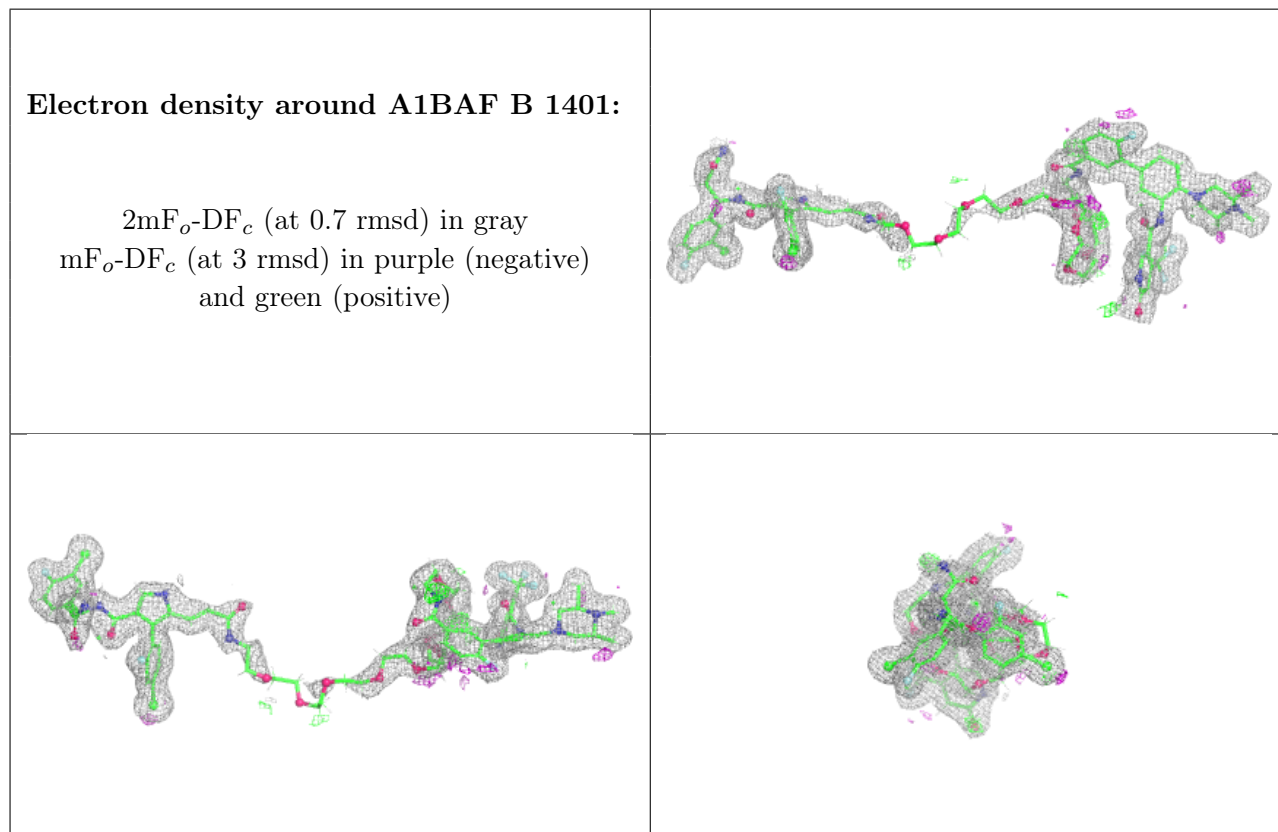 Electron density around A1BAF B 1401:
2mFo-DFc (at 0.7 rmsd) in gray
mFo-DFc (at 3 rmsd) in purple (negative)
and green (positive)